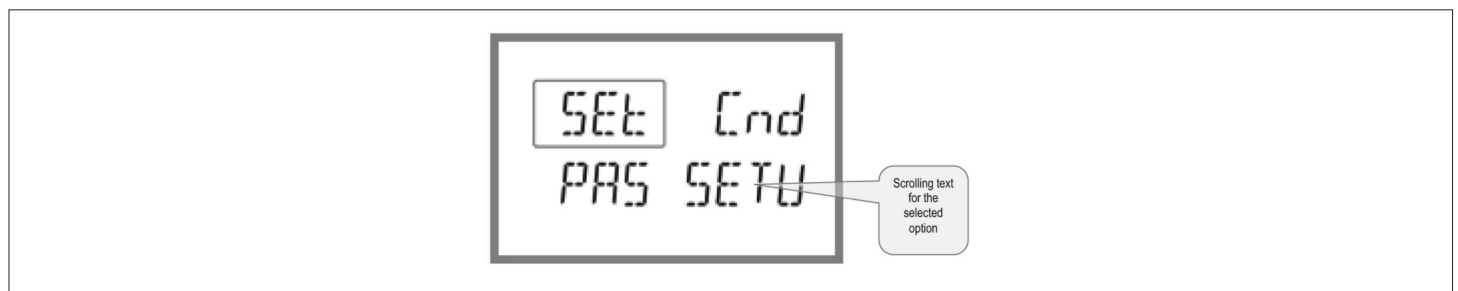 SEt Cnd
PAS SETU
Scrolling text
for the
selected
option